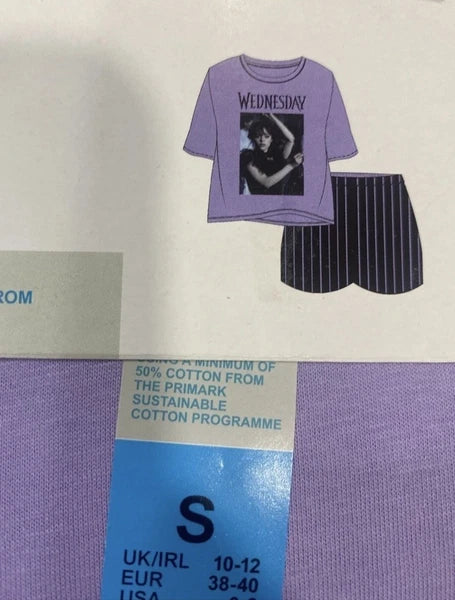 WEDNESDAY
ROM
USING A MINIMUM OF
50% COTTON FROM
THE PRIMARK
SUSTAINABLE
COTTON PROGRAMME
S
UK/IRL 10-12
EUR 38-40
USA